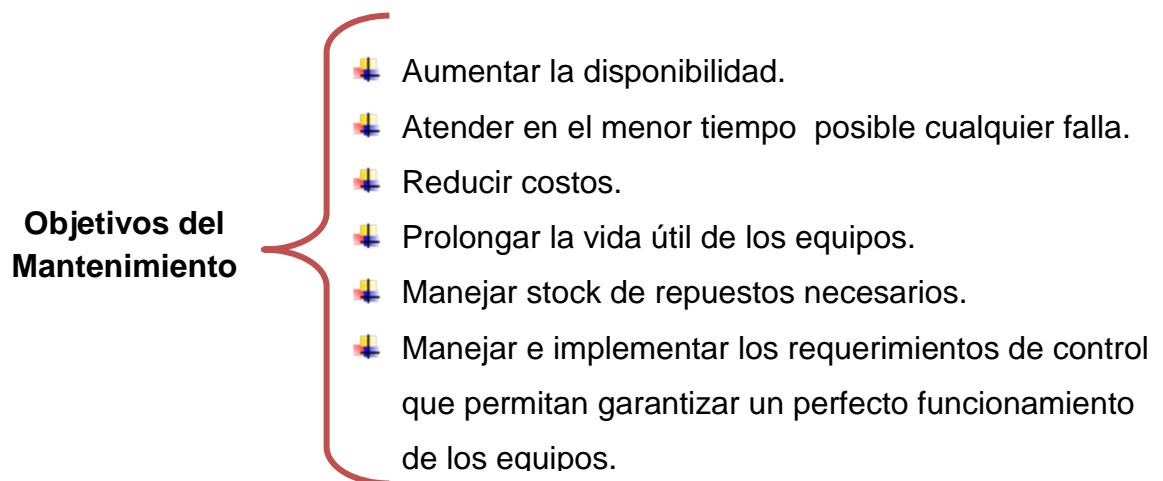 Aumentar la disponibilidad.
Atender en el menor tiempo posible cualquier falla.
Reducir costos.
Objetivos del
Mantenimiento
Prolongar la vida útil de los equipos.
Manejar stock de repuestos necesarios.
Manejar e implementar los requerimientos de control
que permitan garantizar un perfecto funcionamiento
de los equipos.